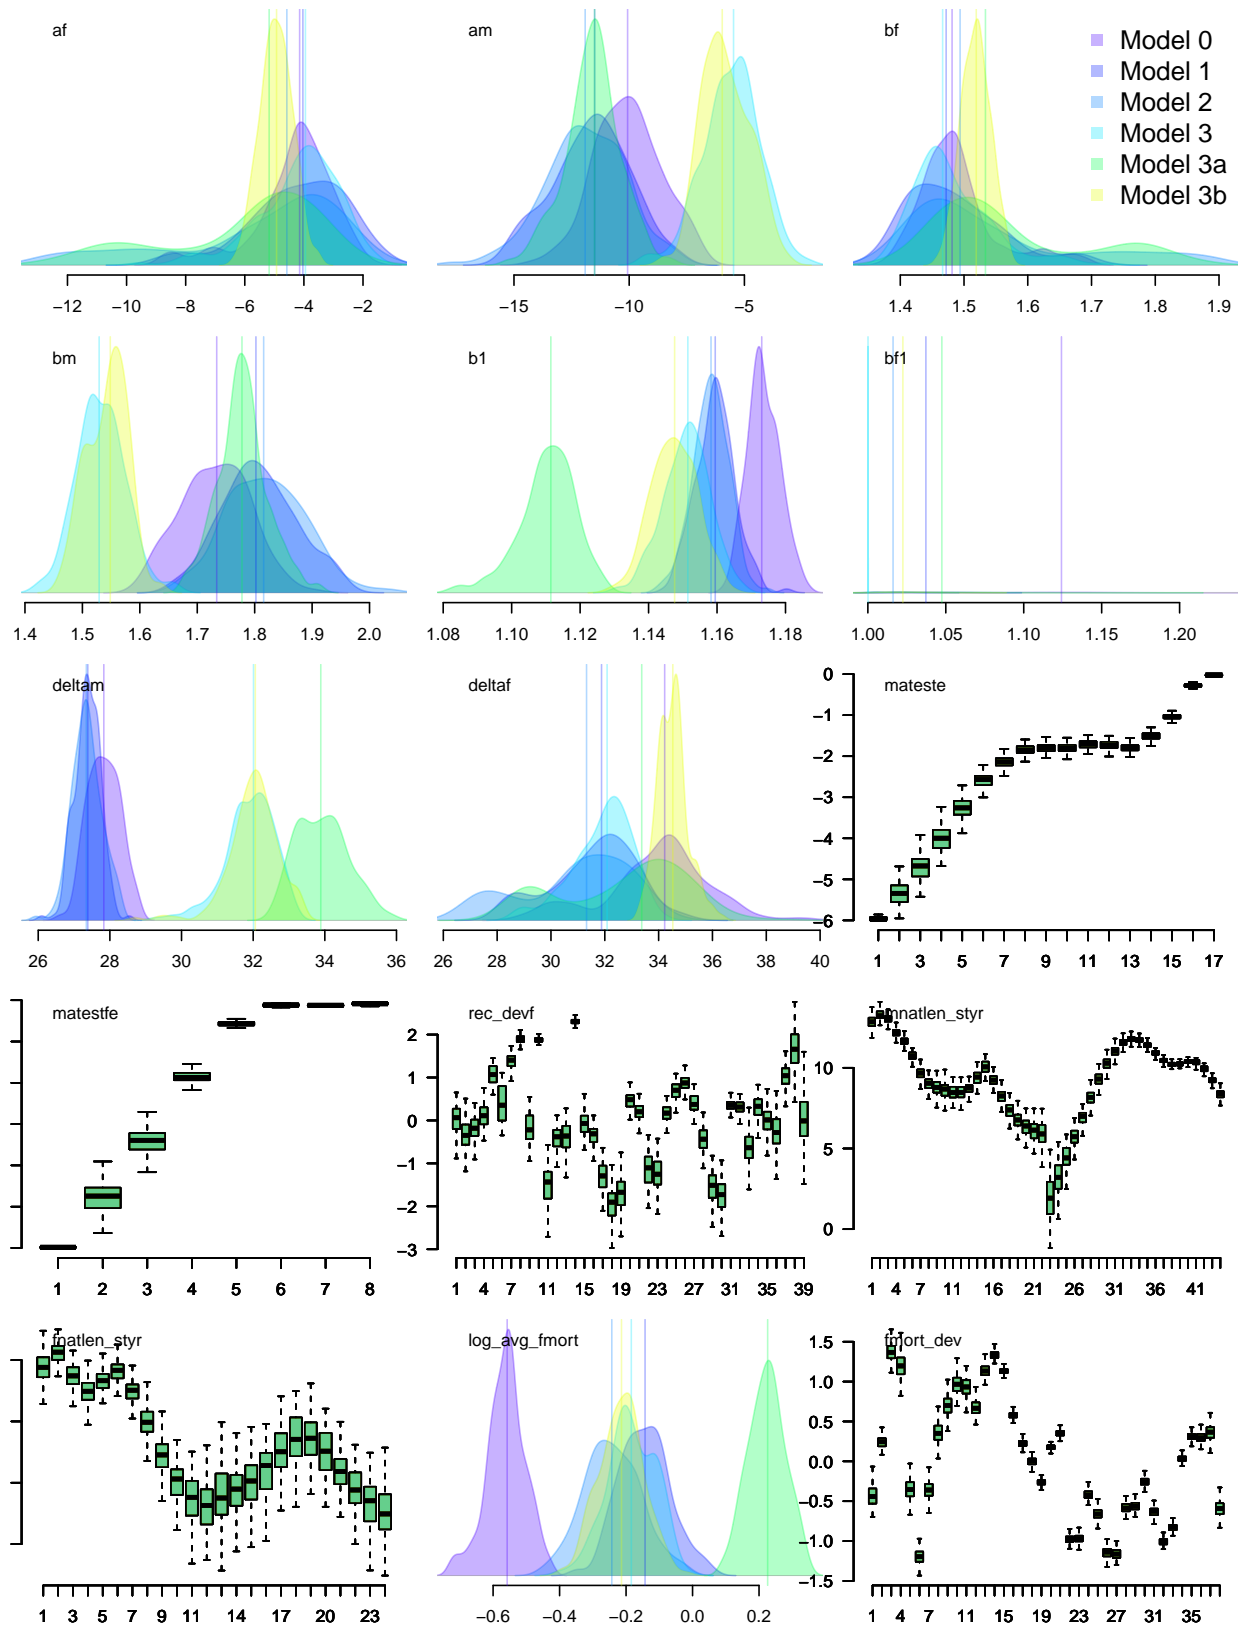 af
am
bf
Model 0
Model 1
Model 2
Model 3
Model 3a
Model 3b
−12 −10 −8 −6 −4 −2
−15 −10 −5
1.4 1.5 1.6 1.7 1.8 1.9
bm
b1
bf1
1.4 1.5 1.6 1.7 1.8 1.9 2.0
1.08 1.10 1.12 1.14 1.16 1.18
1.00 1.05 1.10 1.15 1.20
deltam
deltaf
mateste
0
−1
−2
−3
−4
−5
−6
26 28 30 32 34 36
26 28 30 32 34 36 38 40
1 3 5 7 9 11 13 15 17
matestfe
rec_devf
mnatlen_styr
2
1
0
−1
−2
−3
10
5
0
1 2 3 4 5 6 7 8
1 4 7 11 15 19 23 27 31 35 39
1 4 7 11 16 21 26 31 36 41
fnatlen_styr
log_avg_fmort
fmort_dev
1.5
1.0
0.5
0.0
−0.5
−1.0
−1.5
1 3 5 7 9 11 14 17 20 23
−0.6 −0.4 −0.2 0.0 0.2
1 4 7 11 15 19 23 27 31 35